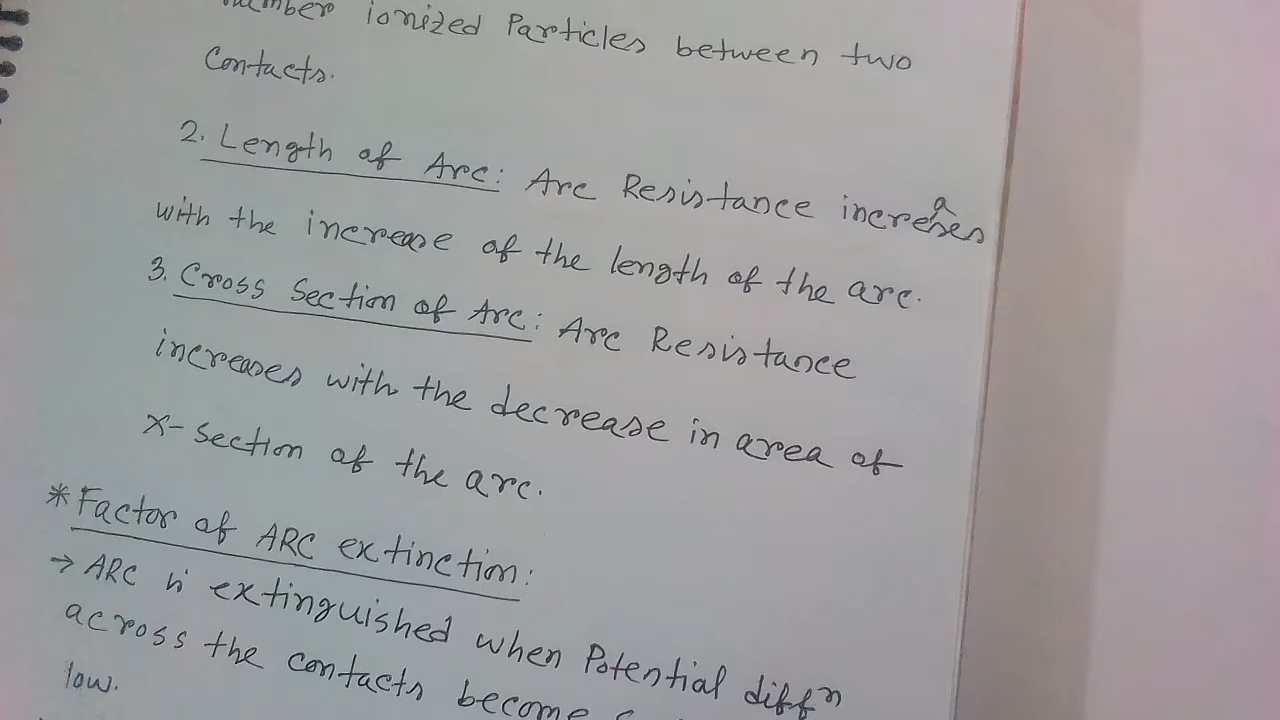 number ionized Particles between two
Contacts.
2. Length of Arc: Arc Resistance increases
with the increase of the length of the arc.
3. Cross Section of Arc: Arc Resistance
increases with the decrease in area of
x-section of the arc.
*Factor of ARC extinction:
→ ARC is extinguished when Potential diffn
across the contacts become
low.